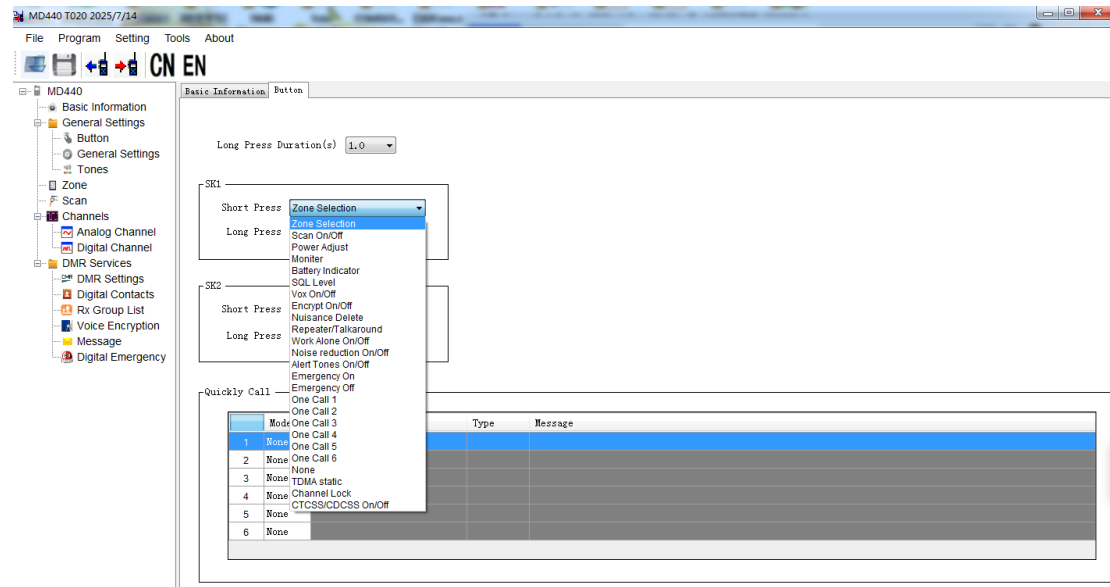 MD440 T020 2025/7/14
File Program Setting Tools About
CN EN
MD440
Basic Information
General Settings
Button
General Settings
Tones
Zone
Scan
Channels
Analog Channel
Digital Channel
DMR Services
DMR Settings
Digital Contacts
Rx Group List
Voice Encryption
Message
Digital Emergency
Basic Information Button
Long Press Duration(s) 1.0
SK1
Short Press Zone Selection
Long Press
Zone Selection
Scan On/Off
Power Adjust
Moniter
Battery Indicator
SQL Level
Vox On/Off
Encrypt On/Off
Nuisance Delete
Repeater/Talkaround
Work Alone On/Off
Noise reduction On/Off
Alert Tones On/Off
Emergency On
Emergency Off
One Call 1
One Call 2
One Call 3
One Call 4
One Call 5
One Call 6
None
TDMA static
Channel Lock
CTCSS/CDCSS On/Off
SK2
Short Press
Long Press
Quickly Call
Mode Type Message
1 None
2 None
3 None
4 None
5 None
6 None